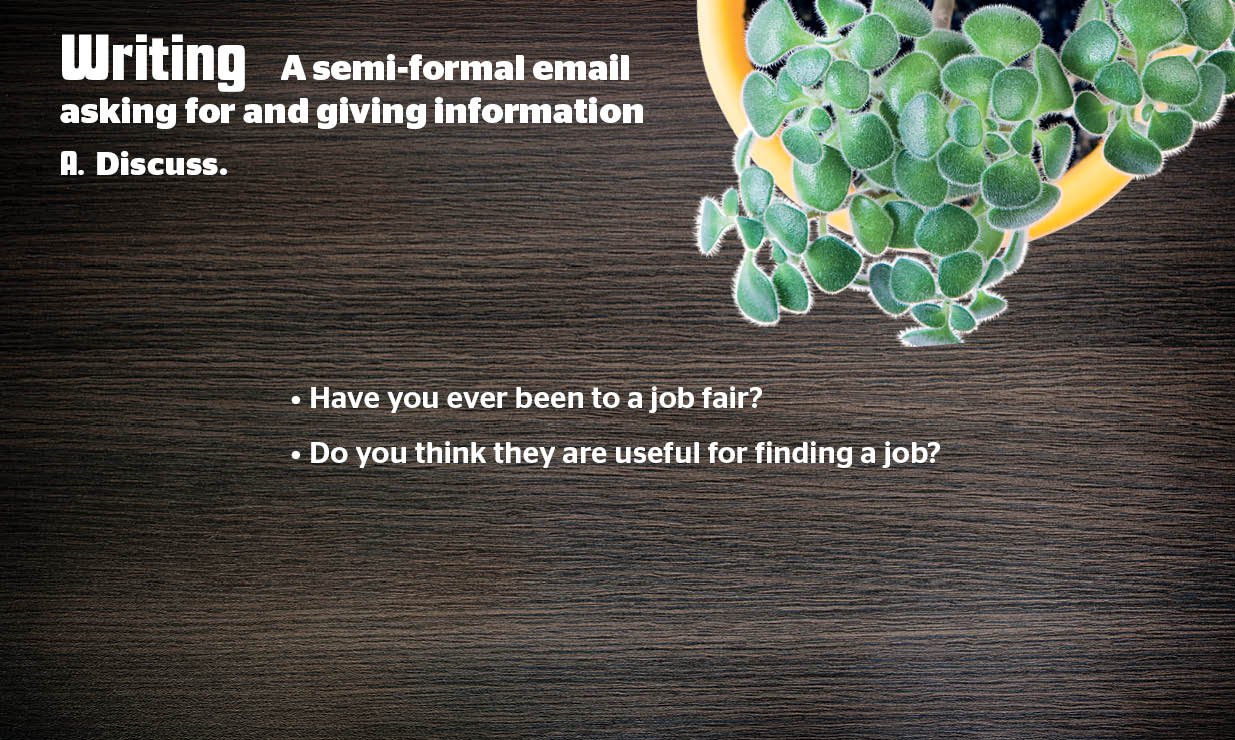 Writing A semi-formal email
asking for and giving information
A. Discuss.
• Have you ever been to a job fair?
• Do you think they are useful for finding a job?